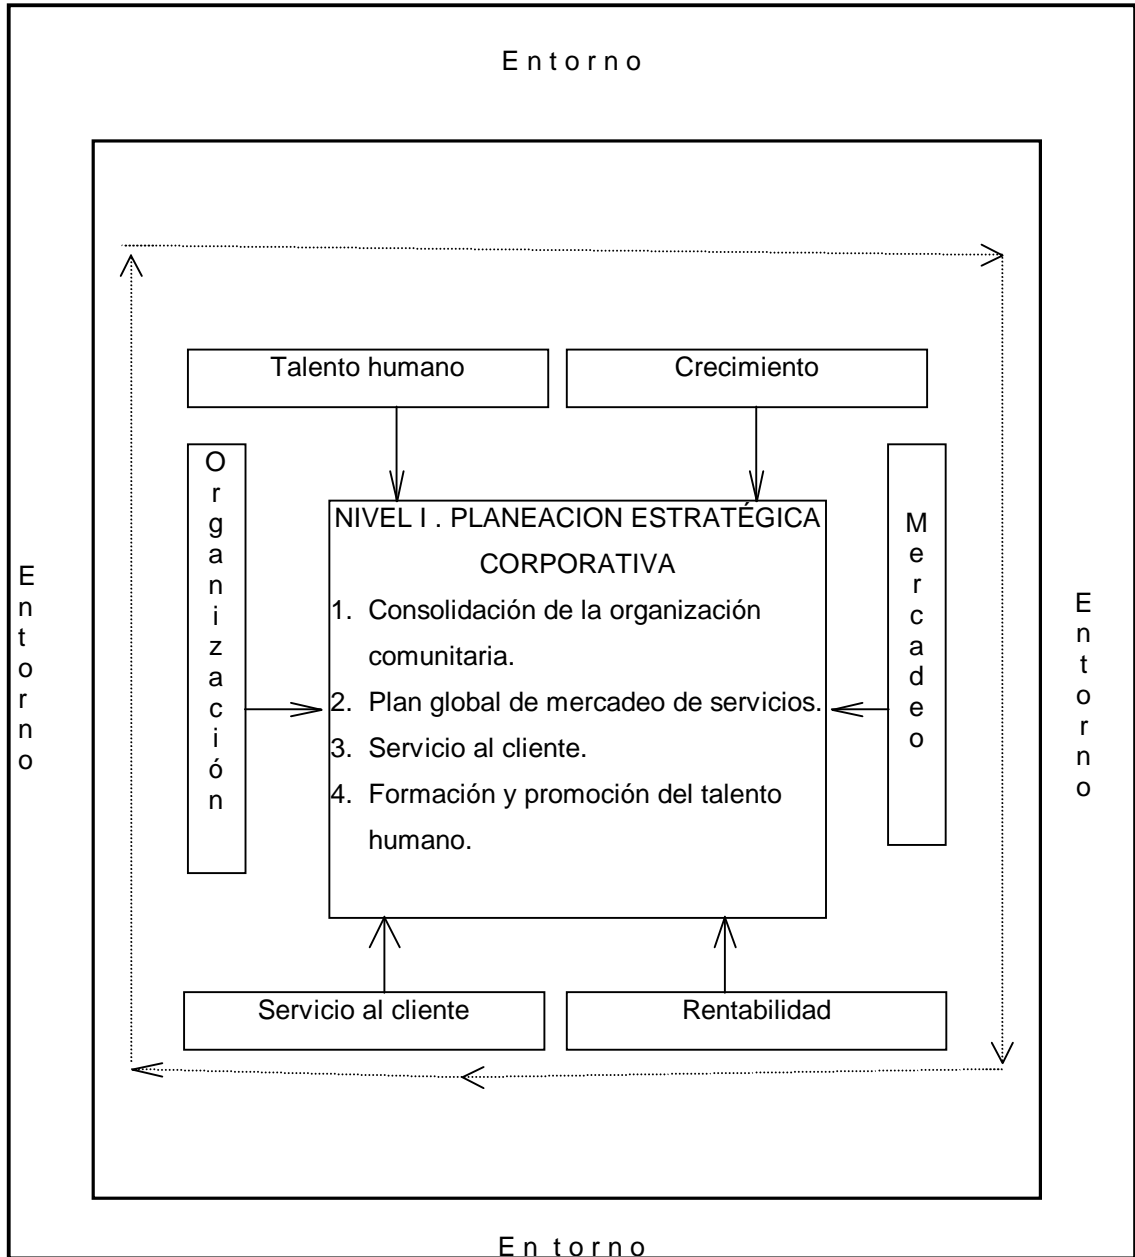 E n t o r n o
Talento humano
Crecimiento
Organización
NIVEL I . PLANEACION ESTRATÉGICA
CORPORATIVA
1. Consolidación de la organización
comunitaria.
2. Plan global de mercadeo de servicios.
3. Servicio al cliente.
4. Formación y promoción del talento
humano.
Mercadeo
Entorno
Entorno
Servicio al cliente
Rentabilidad
E n t o r n o